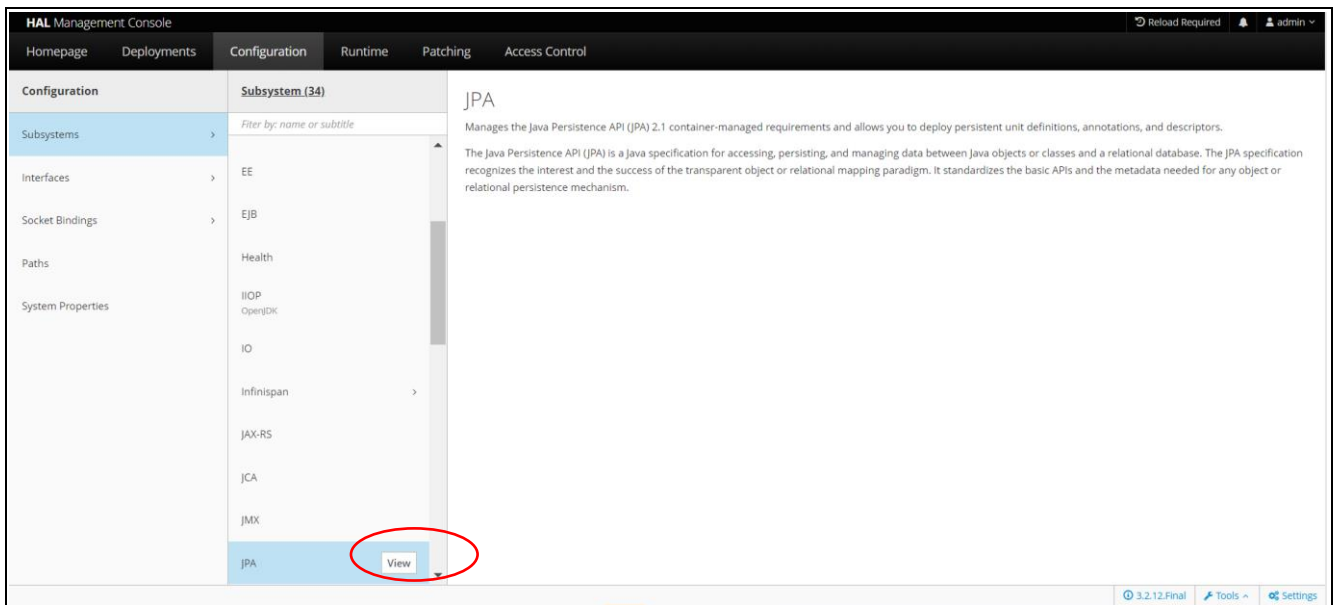 HAL Management Console
Reload Required
admin
Homepage
Deployments
Configuration
Runtime
Patching
Access Control
Configuration
Subsystems
Interfaces
Socket Bindings
Paths
System Properties
Subsystem (34)
Fiter by: name or subtitle
EE
EJB
Health
IIOP
OpenJDK
IO
Infinispan
JAX-RS
JCA
JMX
JPA
View
JPA
Manages the Java Persistence API (JPA) 2.1 container-managed requirements and allows you to deploy persistent unit definitions, annotations, and descriptors.
The Java Persistence API (JPA) is a Java specification for accessing, persisting, and managing data between Java objects or classes and a relational database. The JPA specification
recognizes the interest and the success of the transparent object or relational mapping paradigm. It standardizes the basic APIs and the metadata needed for any object or
relational persistence mechanism.
3.2.12.Final
Tools
Settings